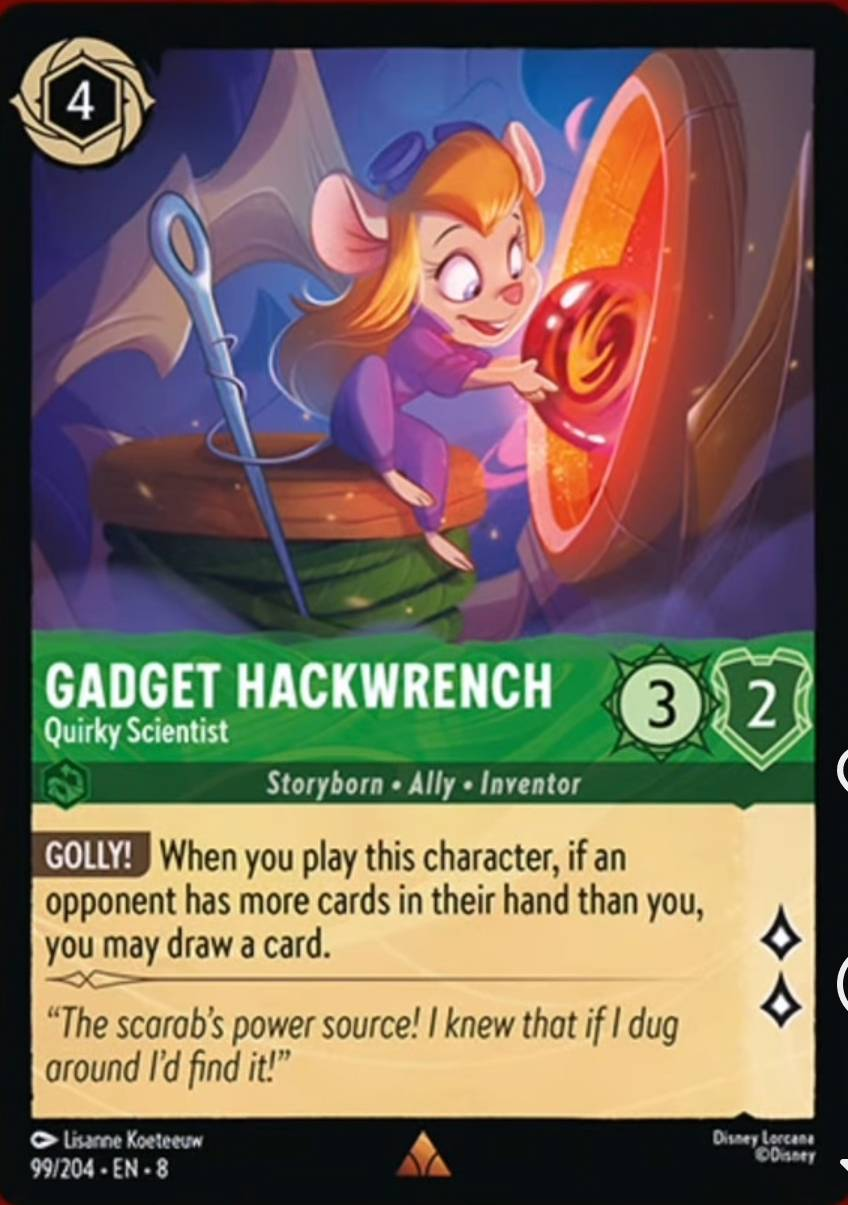 4
GADGET HACKWRENCH
3
2
Quirky Scientist
Storyborn • Ally • Inventor
GOLLY! When you play this character, if an
opponent has more cards in their hand than you,
you may draw a card.
“The scarab’s power source! I knew that if I dug
around I’d find it!”
Lisanne Koeteeuw
Disney Lorcana
99/204 • EN • 8
©Disney